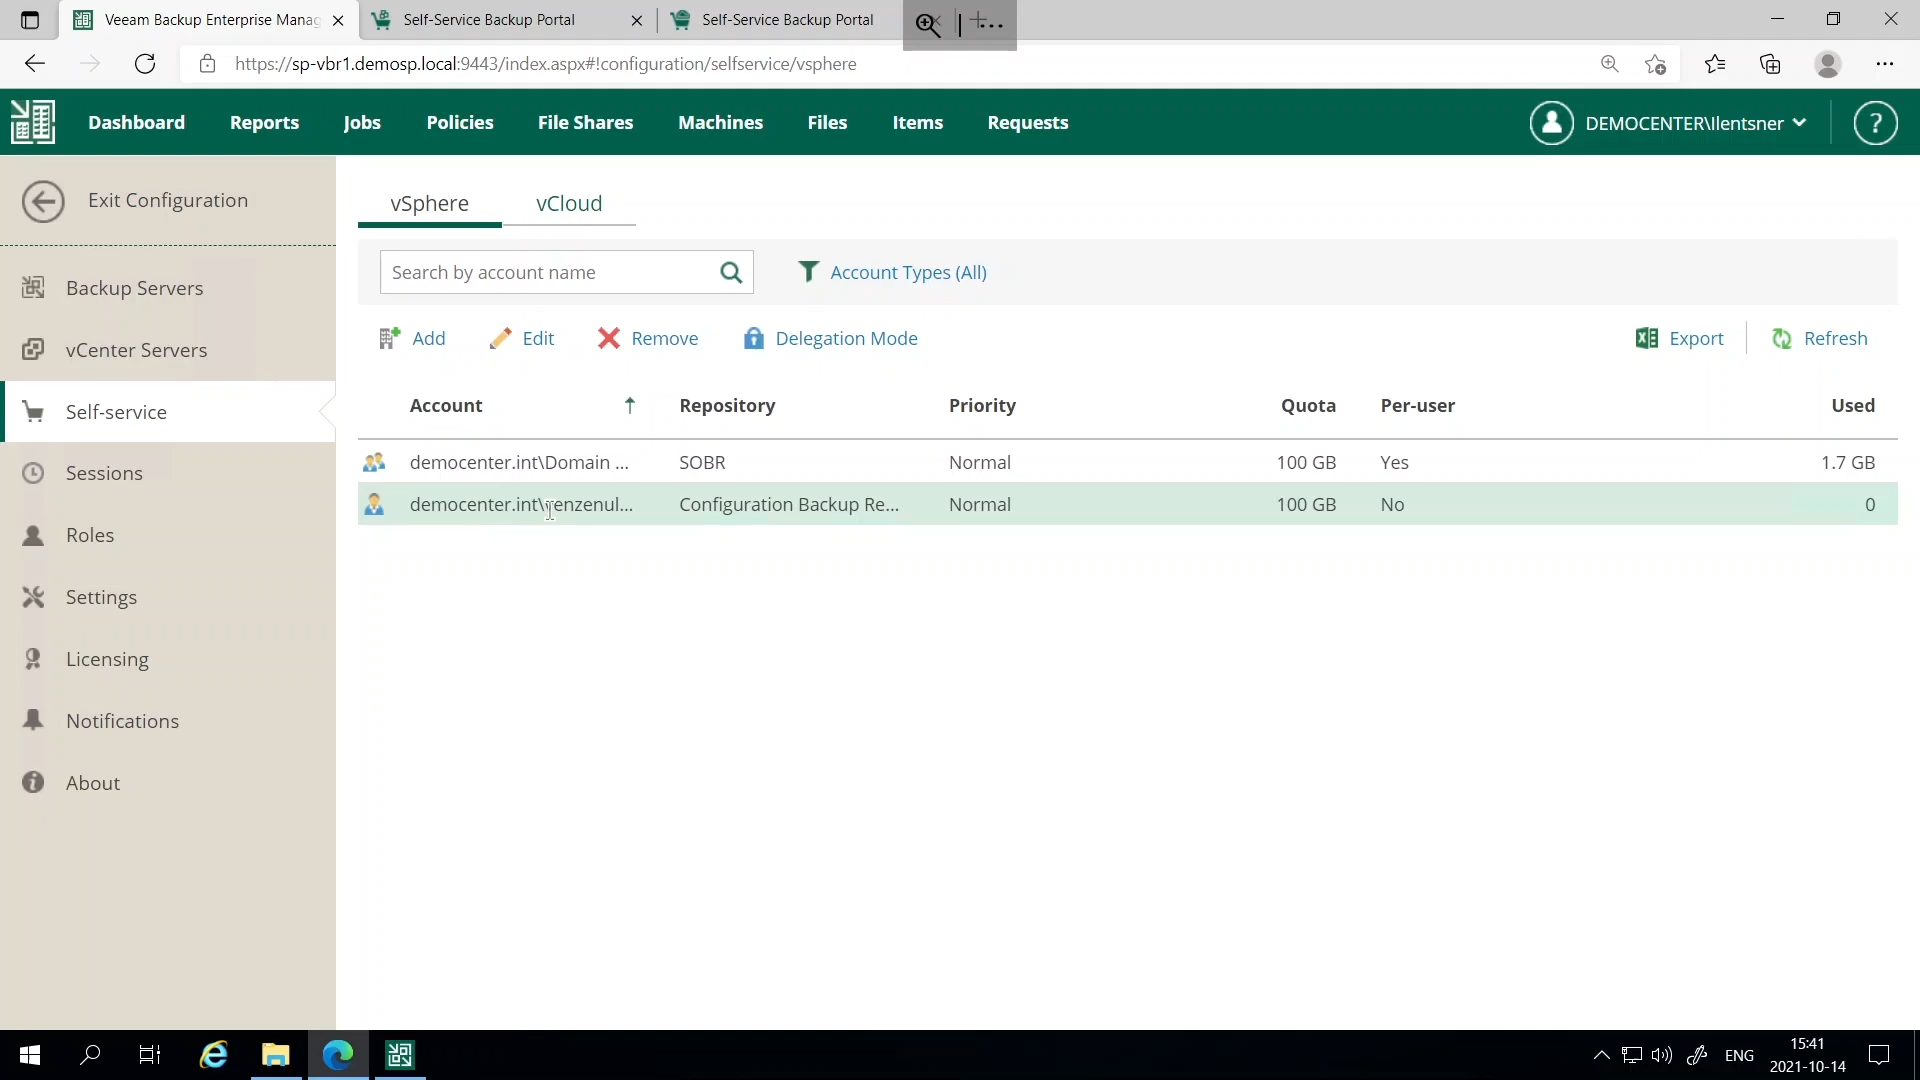 Veeam Backup Enterprise Manag
Self-Service Backup Portal
Self-Service Backup Portal
https://sp-vbr1.demosp.local:9443/index.aspx#!configuration/selfservice/vsphere
Dashboard
Reports
Jobs
Policies
File Shares
Machines
Files
Items
Requests
DEMOCENTER\llentsner
?
Exit Configuration
Backup Servers
vCenter Servers
Self-service
Sessions
Roles
Settings
Licensing
Notifications
About
vSphere
vCloud
Search by account name
Account Types (All)
Add
Edit
Remove
Delegation Mode
Export
Refresh
Account
Repository
Priority
Quota
Per-user
Used
democenter.int\Domain ...
SOBR
Normal
100 GB
Yes
1.7 GB
Configuration Backup Re...
Normal
100 GB
No
0
ENG
15:41
2021-10-14